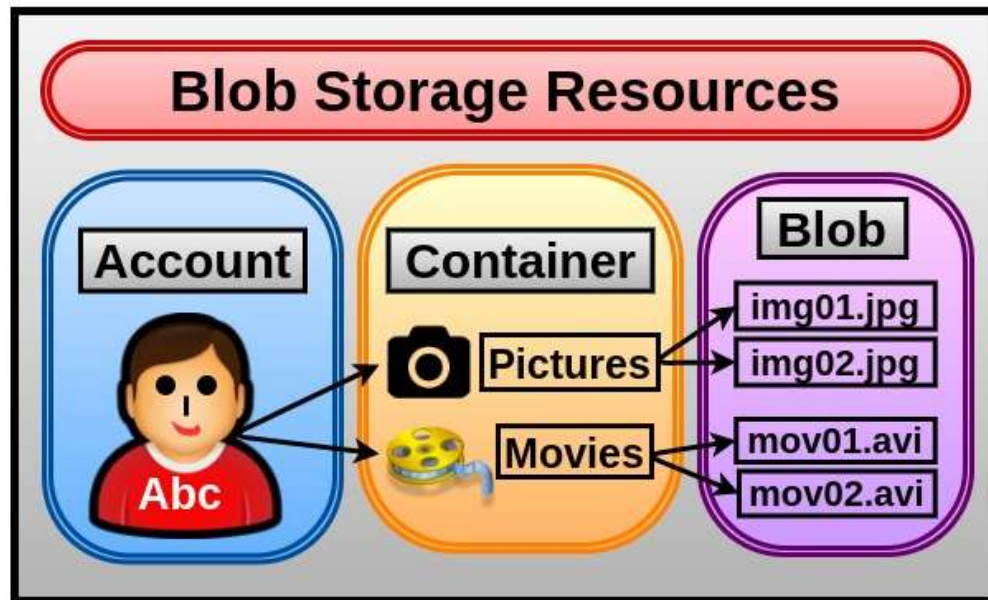 Blob Storage Resources
Account
Abc
Container
Pictures
Movies
Blob
img01.jpg
img02.jpg
mov01.avi
mov02.avi